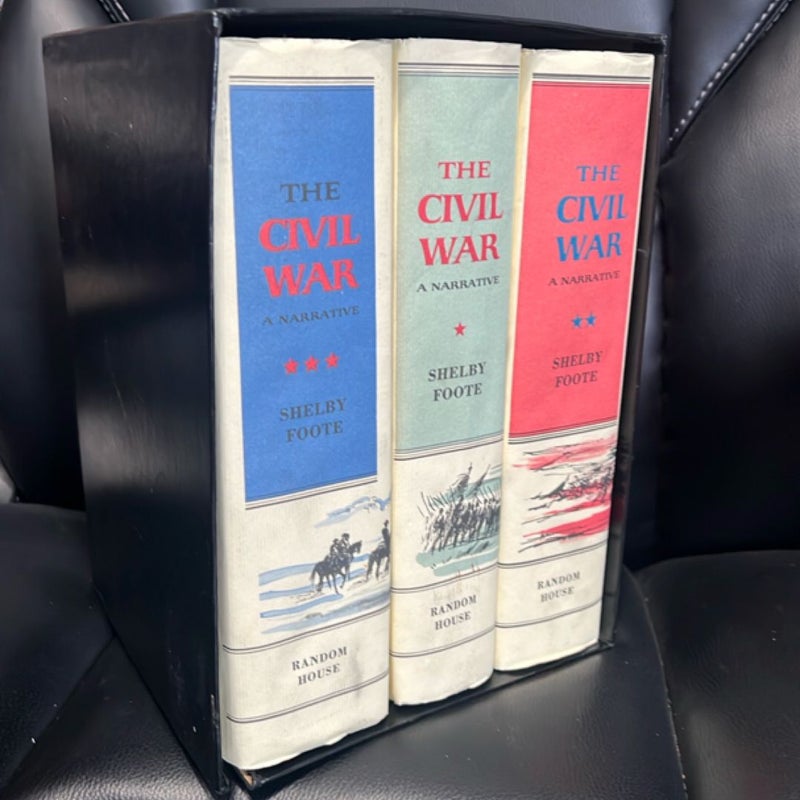 THE
CIVIL
WAR
A NARRATIVE
★★★
SHELBY
FOOTE
RANDOM
HOUSE
THE
CIVIL
WAR
A NARRATIVE
★
SHELBY
FOOTE
RANDOM
HOUSE
THE
CIVIL
WAR
A NARRATIVE
★★
SHELBY
FOOTE
RANDOM
HOUSE